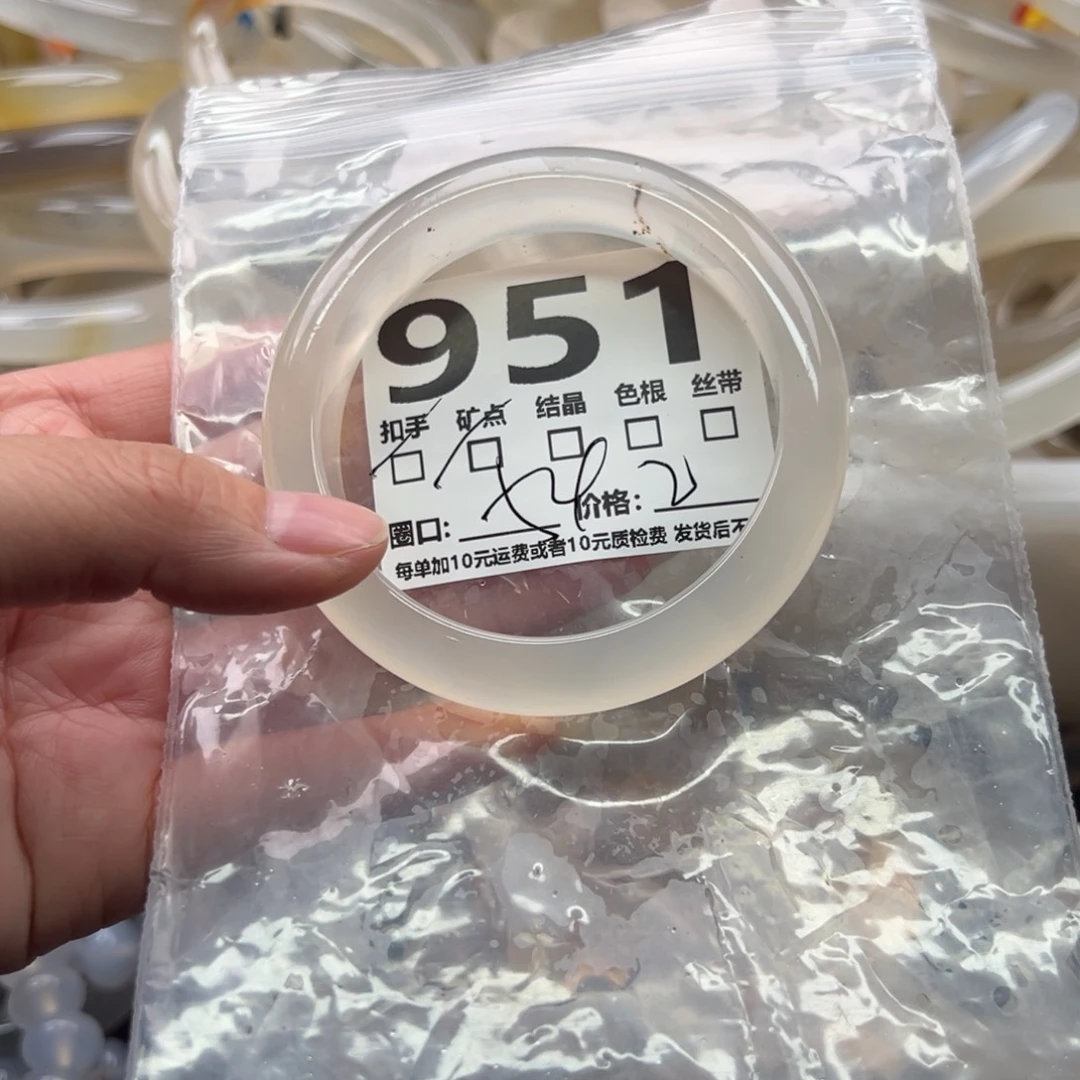 951
扣手 矿点 结晶 色根 丝带
圈口: 价格:
每单加10元运费或者10元质检费 发货后不